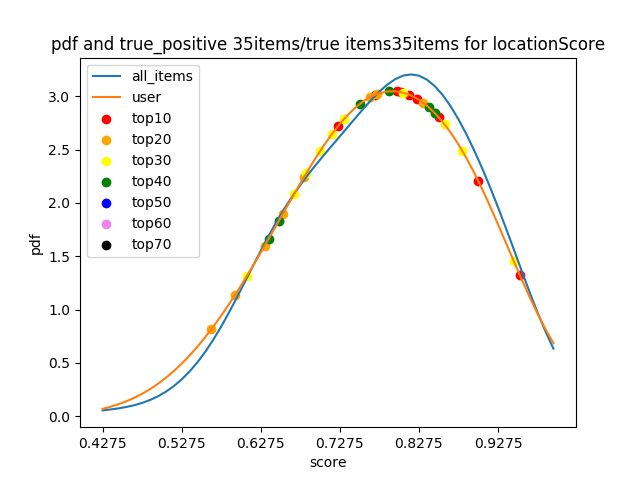 pdf and true_positive 35items/true items35items for locationScore
all_items
user
top10
top20
top30
top40
top50
top60
top70
3.0
2.5
2.0
1.5
1.0
0.5
0.0
pdf
0.4275 0.5275 0.6275 0.7275 0.8275 0.9275
score